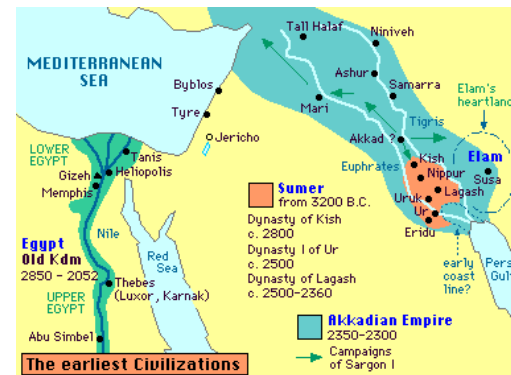 Tall Halaf
Niniveh
MEDITERRANEAN
SEA
Ashur
Samarra
Byblos
Mari
Elam's
heartland
Tyre
Tigris
Jericho
Akkad ?
LOWER
EGYPT
Tanis
Kish
Elam
Gizeh
Heliopolis
Euphrates
Nippur
Susa
Memphis
Lagash
Sumer
from 3200 B.C.
Uruk
Ur
Dynasty of Kish
c. 2800
Eridu
Nile
Egypt
Old Kdm
2850 - 2052
Red
Sea
Dynasty I of Ur
c. 2500
early
coast
line?
Pers
Gul
Thebes
(Luxor, Karnak)
Dynasty of Lagash
c. 2500-2360
UPPER
EGYPT
Akkadian Empire
2350-2300
Abu Simbel
Campaigns
of Sargon I
The earliest Civilizations